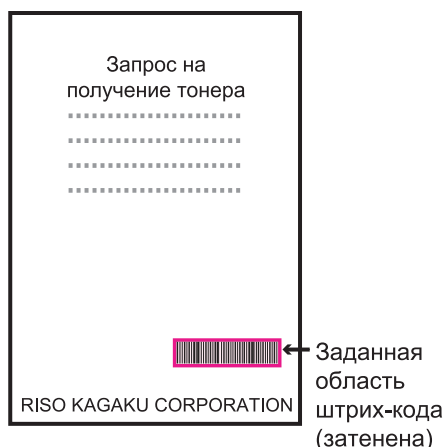 Запрос на
получение тонера
RISO KAGAKU CORPORATION
Заданная
область
штрих-кода
(затенена)